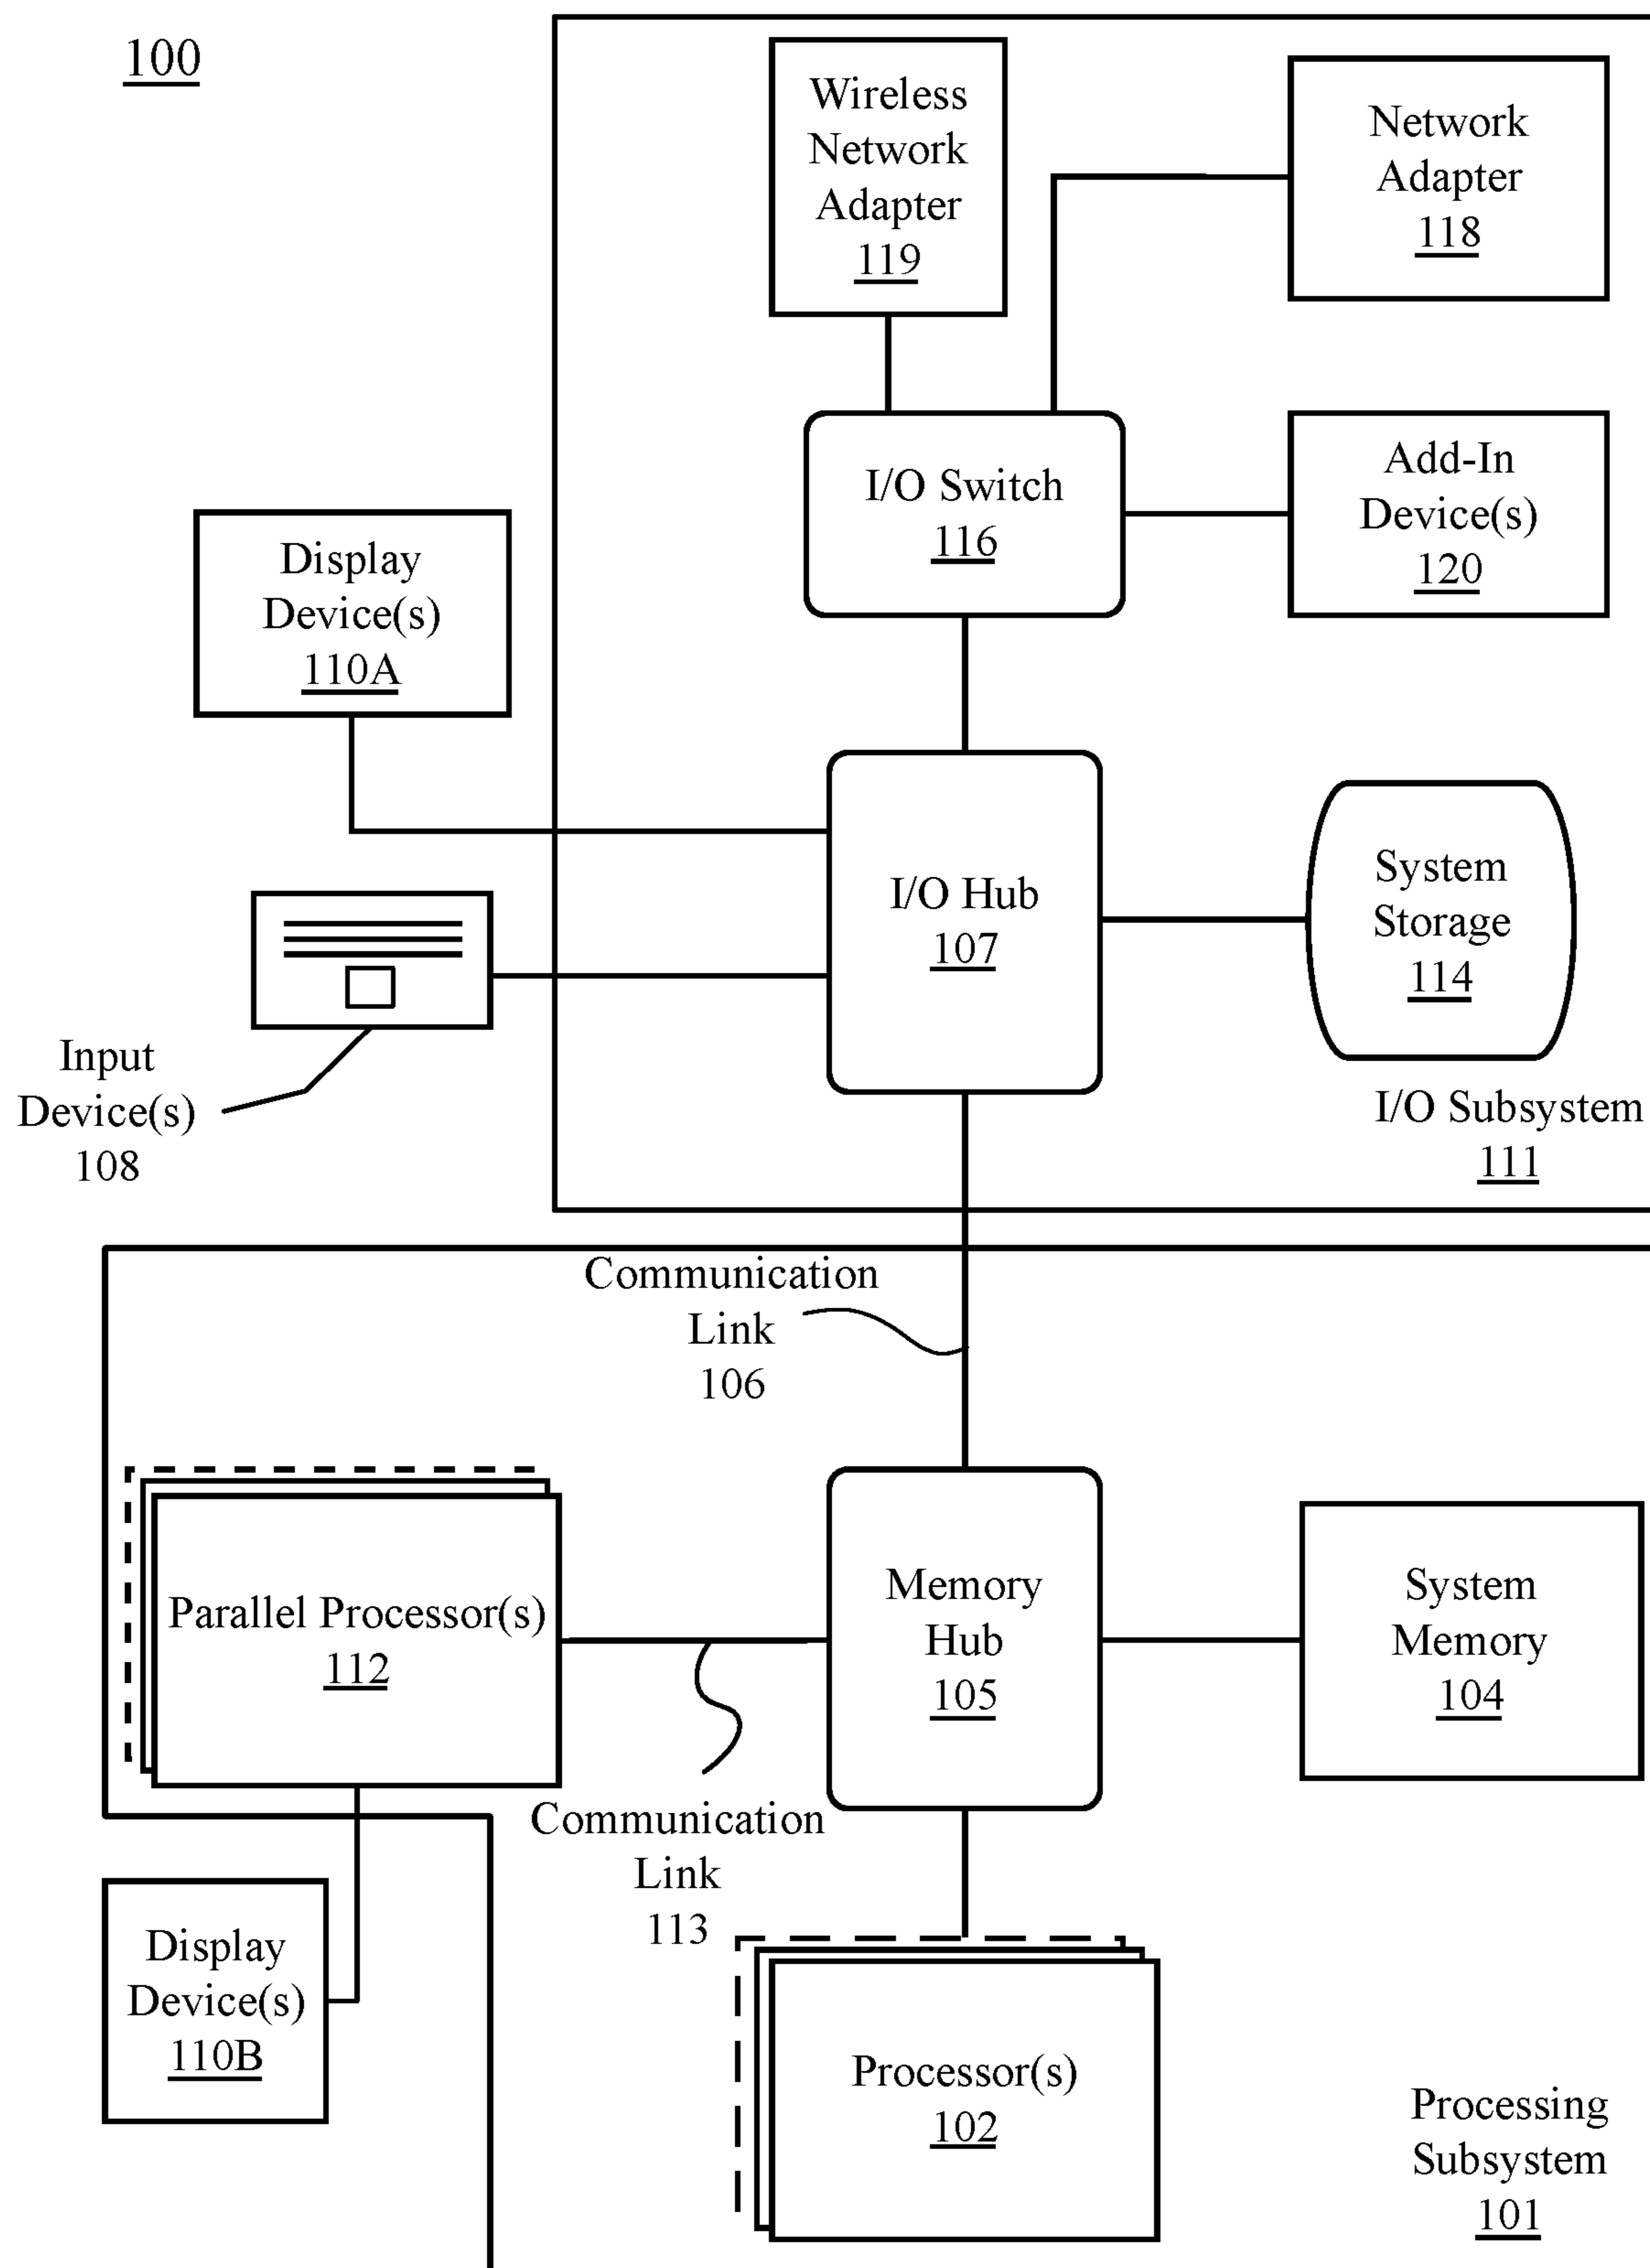 100
Wireless
Network
Adapter
119
Network
Adapter
118
I/O Switch
116
Add-In
Device(s)
120
Display
Device(s)
110A
I/O Hub
107
System
Storage
114
Input
Device(s)
108
I/O Subsystem
111
Communication
Link
106
Parallel Processor(s)
112
Memory
Hub
105
System
Memory
104
Communication
Link
113
Display
Device(s)
110B
Processor(s)
102
Processing
Subsystem
101